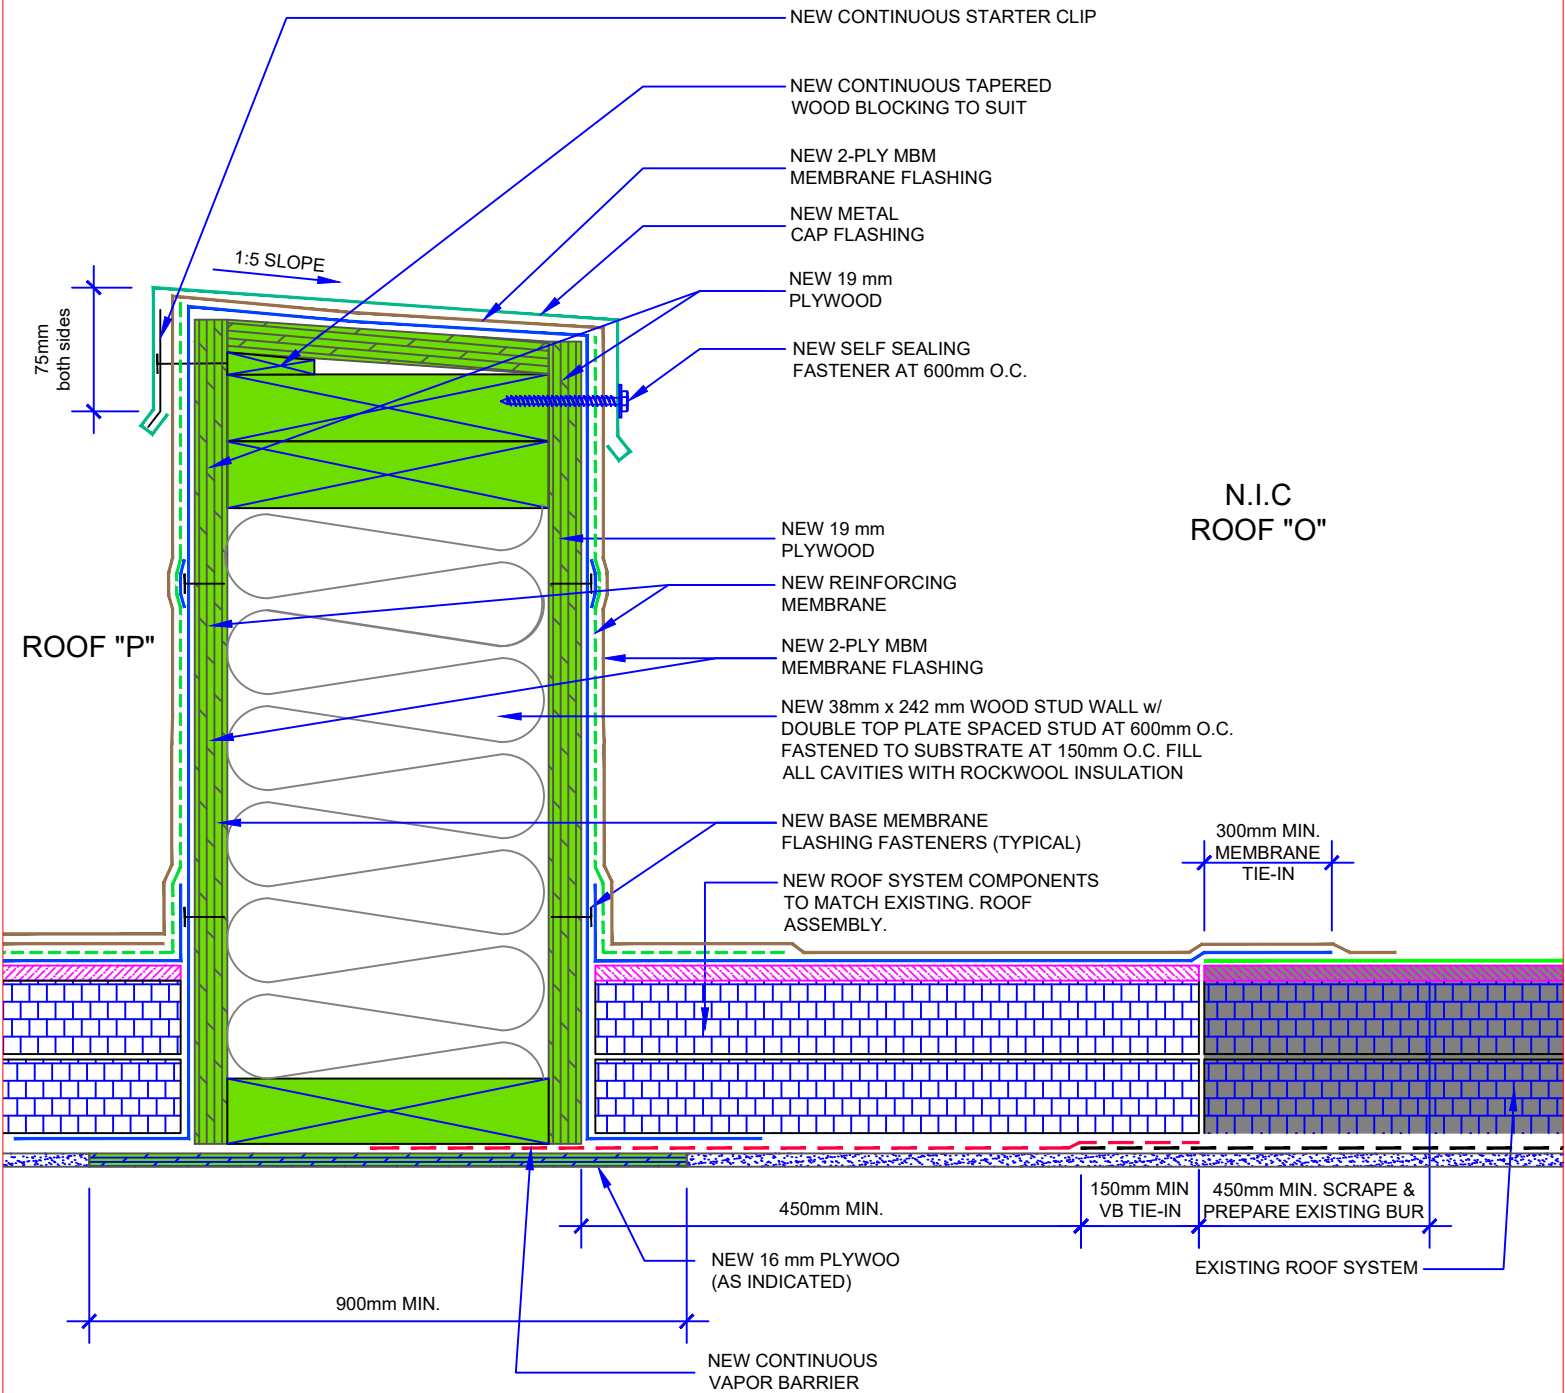 NEW CONTINUOUS STARTER CLIP
NEW CONTINUOUS TAPERED
WOOD BLOCKING TO SUIT
NEW 2-PLY MBM
MEMBRANE FLASHING
NEW METAL
CAP FLASHING
1:5 SLOPE
NEW 19 mm
PLYWOOD
75mm
both sides
NEW SELF SEALING
FASTENER AT 600mm O.C.
N.I.C
ROOF "O"
NEW 19 mm
PLYWOOD
NEW REINFORCING
MEMBRANE
ROOF "P"
NEW 2-PLY MBM
MEMBRANE FLASHING
NEW 38mm x 242 mm WOOD STUD WALL w/
DOUBLE TOP PLATE SPACED STUD AT 600mm O.C.
FASTENED TO SUBSTRATE AT 150mm O.C. FILL
ALL CAVITIES WITH ROCKWOOL INSULATION
NEW BASE MEMBRANE
FLASHING FASTENERS (TYPICAL)
300mm MIN.
MEMBRANE
TIE-IN
NEW ROOF SYSTEM COMPONENTS
TO MATCH EXISTING. ROOF
ASSEMBLY.
450mm MIN.
150mm MIN
VB TIE-IN
450mm MIN. SCRAPE &
PREPARE EXISTING BUR
NEW 16 mm PLYWOO
(AS INDICATED)
EXISTING ROOF SYSTEM
900mm MIN.
NEW CONTINUOUS
VAPOR BARRIER